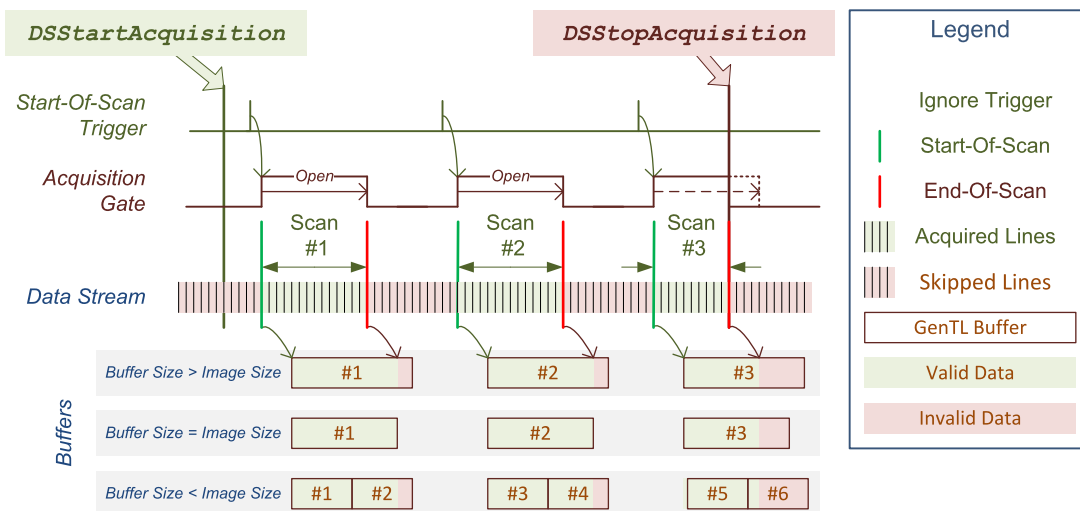 DSStartAcquisition
DSStopAcquisition
Start-Of-Scan
Trigger
Acquisition
Gate
Open
Open
Scan
#1
Scan
#2
Scan
#3
Data Stream
Buffers
Buffer Size > Image Size
#1
#2
#3
Buffer Size = Image Size
#1
#2
#3
Buffer Size < Image Size
#1
#2
#3
#4
#5
#6
Legend
Ignore Trigger
Start-Of-Scan
End-Of-Scan
Acquired Lines
Skipped Lines
GenTL Buffer
Valid Data
Invalid Data